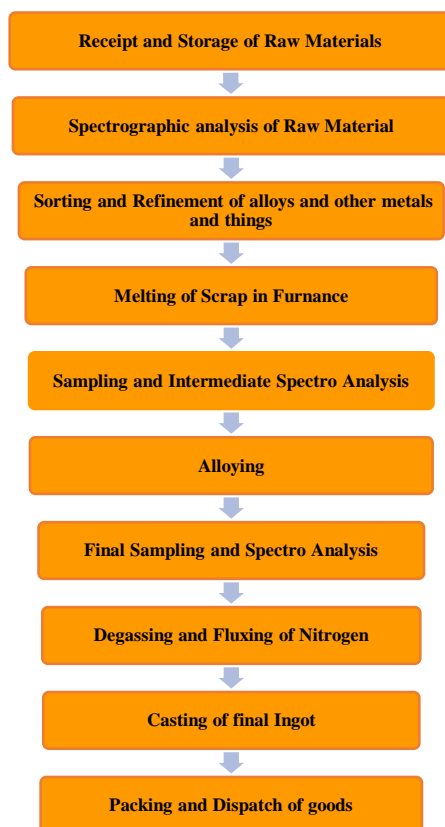 Receipt and Storage of Raw Materials
Spectrographic analysis of Raw Material
Sorting and Refinement of alloys and other metals
and things
Melting of Scrap in Furnance
Sampling and Intermediate Spectro Analysis
Alloying
Final Sampling and Spectro Analysis
Degassing and Fluxing of Nitrogen
Casting of final Ingot
Packing and Dispatch of goods